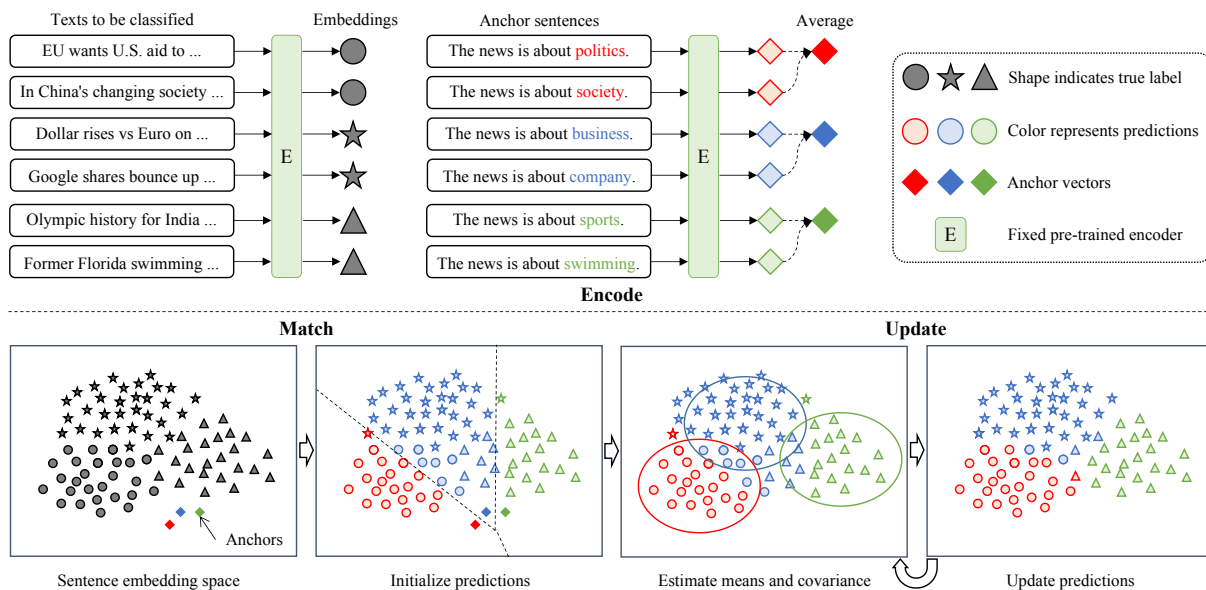 Texts to be classified
Embeddings
Anchor sentences
Average
EU wants U.S. aid to ...
In China's changing society ...
Dollar rises vs Euro on ...
Google shares bounce up ...
Olympic history for India ...
Former Florida swimming ...
E
The news is about politics.
The news is about society.
The news is about business.
The news is about company.
The news is about sports.
The news is about swimming.
E
Shape indicates true label
Color represents predictions
Anchor vectors
E
Fixed pre-trained encoder
Encode
Match
Update
Anchors
Sentence embedding space
Initialize predictions
Estimate means and covariance
Update predictions